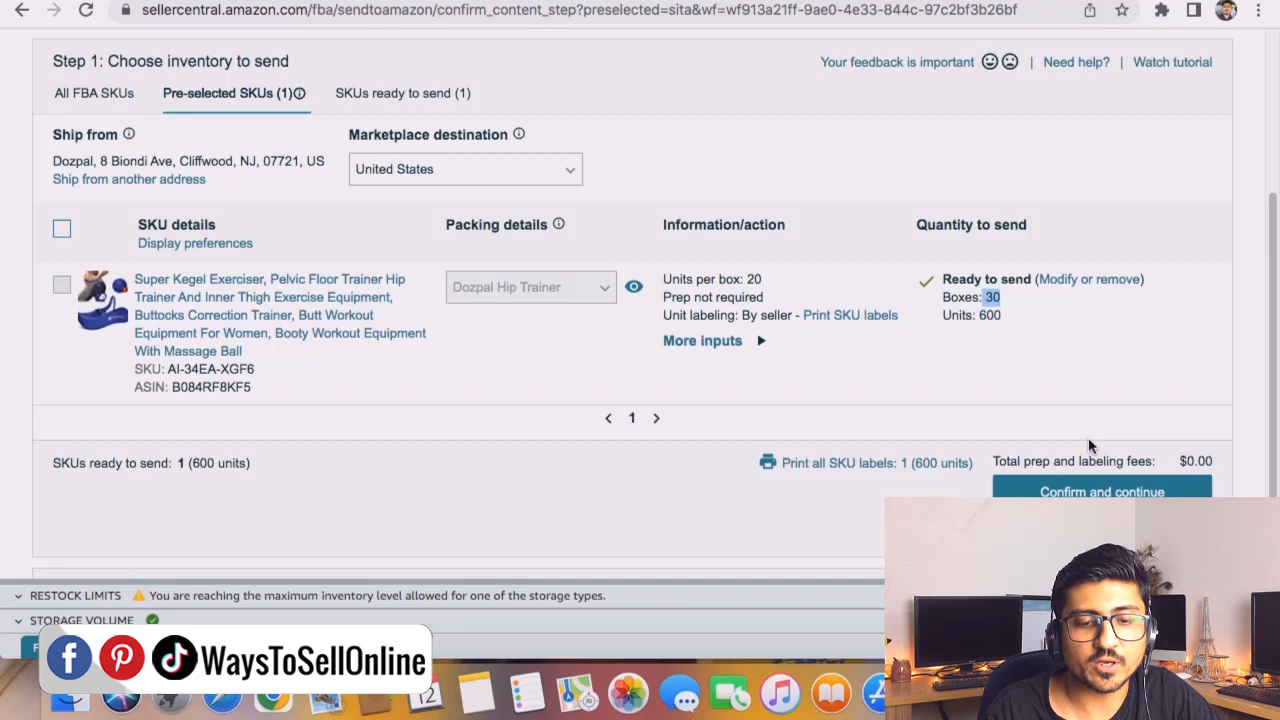 sellercentral.amazon.com/fba/sendtoamazon/confirm_content_step?preselected=sita&wf=wf913a21ff-9ae0-4e33-844c-97c2bf3b26bf
Step 1: Choose inventory to send
Your feedback is important | Need help? | Watch tutorial
All FBA SKUs Pre-selected SKUs (1) SKUs ready to send (1)
Ship from Marketplace destination
Dozpal, 8 Biondi Ave, Cliffwood, NJ, 07721, US United States
Ship from another address
SKU details Packing details Information/action Quantity to send
Display preferences
Super Kegel Exerciser, Pelvic Floor Trainer Hip Dozpal Hip Trainer Units per box: 20 Ready to send (Modify or remove)
Trainer And Inner Thigh Exercise Equipment, Prep not required Boxes: 30
Buttocks Correction Trainer, Butt Workout Unit labeling: By seller - Print SKU labels Units: 600
Equipment For Women, Booty Workout Equipment More inputs
With Massage Ball
SKU: AI-34EA-XGF6
ASIN: B084RF8KF5
1
SKUs ready to send: 1 (600 units) Print all SKU labels: 1 (600 units) Total prep and labeling fees: $0.00
Confirm and continue
RESTOCK LIMITS You are reaching the maximum inventory level allowed for one of the storage types.
STORAGE VOLUME
WaysToSellOnline
12